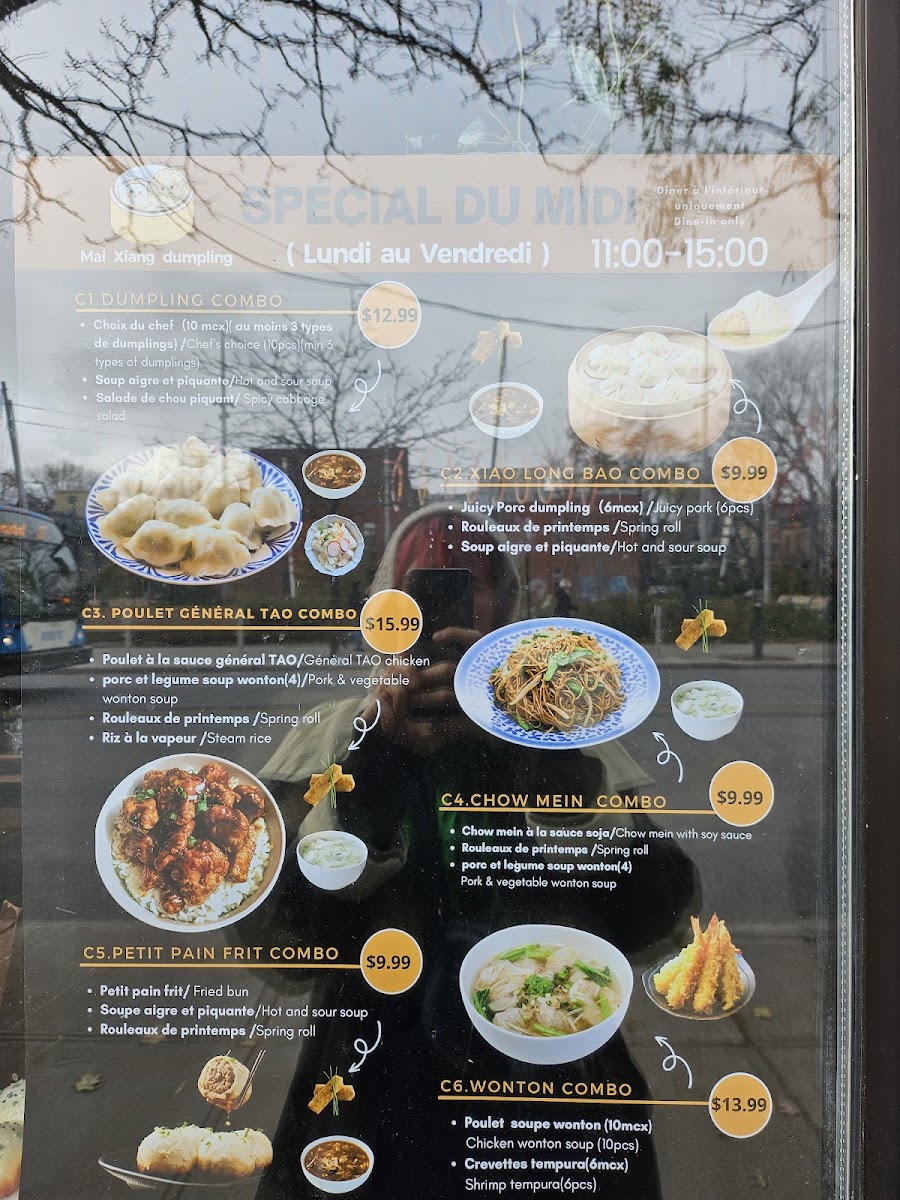 SPÉCIAL DU MIDI
Dîner à l'intérieur
uniquement
Dine-in only
Mai Xiang dumpling
( Lundi au Vendredi )
11:00-15:00
C1.DUMPLING COMBO
$12.99
• Choix du chef (10 mcx)( au moins 3 types
de dumplings) /Chef's choice (10pcs)(min 3
types of dumplings)
• Soup aigre et piquante/Hot and sour soup
• Salade de chou piquant/ Spicy cabbage
salad
C2.XIAO LONG BAO COMBO
$9.99
• Juicy Porc dumpling (6mcx) /Juicy pork (6pcs)
• Rouleaux de printemps /Spring roll
• Soup aigre et piquante/Hot and sour soup
C3. POULET GÉNÉRAL TAO COMBO
$15.99
• Poulet à la sauce général TAO/Général TAO chicken
• porc et legume soup wonton(4)/Pork & vegetable
wonton soup
• Rouleaux de printemps /Spring roll
• Riz à la vapeur /Steam rice
C4.CHOW MEIN COMBO
$9.99
• Chow mein à la sauce soja/Chow mein with soy sauce
• Rouleaux de printemps /Spring roll
• porc et legume soup wonton(4)
Pork & vegetable wonton soup
C5.PETIT PAIN FRIT COMBO
$9.99
• Petit pain frit/ Fried bun
• Soupe aigre et piquante/Hot and sour soup
• Rouleaux de printemps /Spring roll
C6.WONTON COMBO
$13.99
• Poulet soupe wonton (10mcx)
Chicken wonton soup (10pcs)
• Crevettes tempura(6mcx)
Shrimp tempura(6pcs)